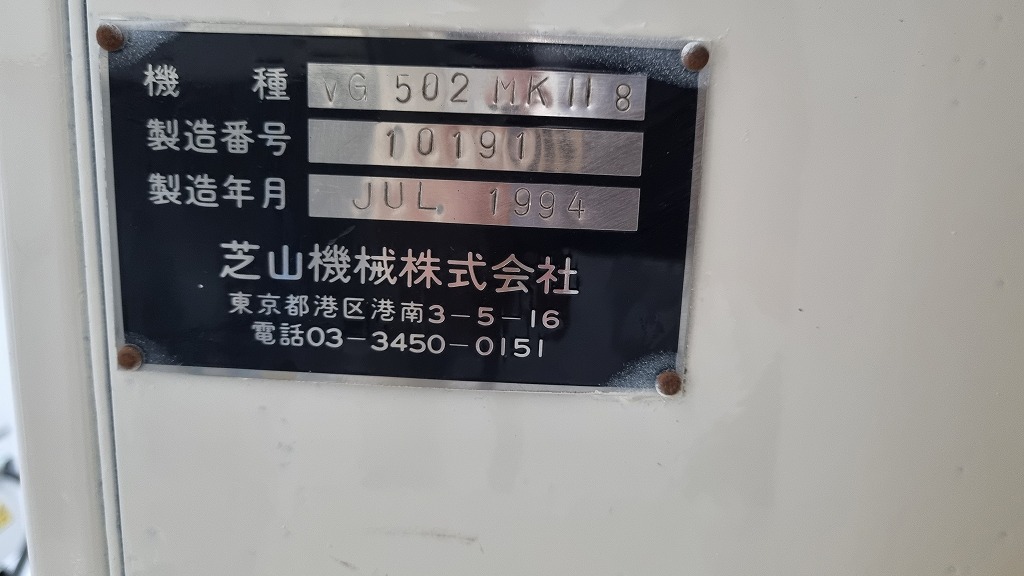 機種 VG 502 MK II 8
製造番号 10191
製造年月 JUL. 1994
芝山機械株式会社
東京都港区港南3-5-16
電話03-3450-0151